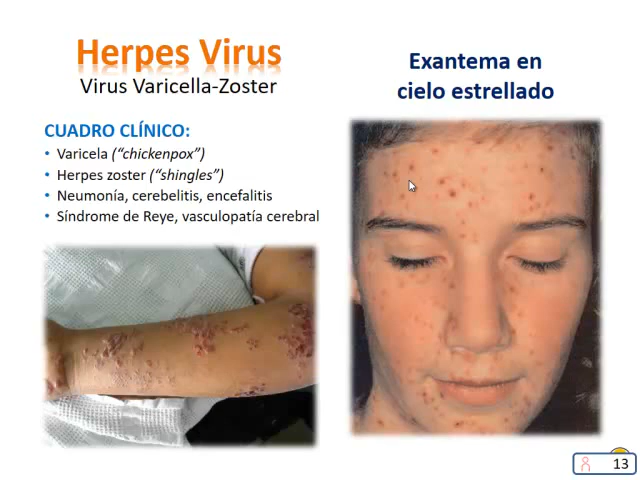 Herpes Virus
Virus Varicella-Zoster
Exantema en
cielo estrellado
CUADRO CLÍNICO:
• Varicela (“chickenpox”)
• Herpes zoster (“shingles”)
• Neumonía, cerebelitis, encefalitis
• Síndrome de Reye, vasculopatía cerebral
13